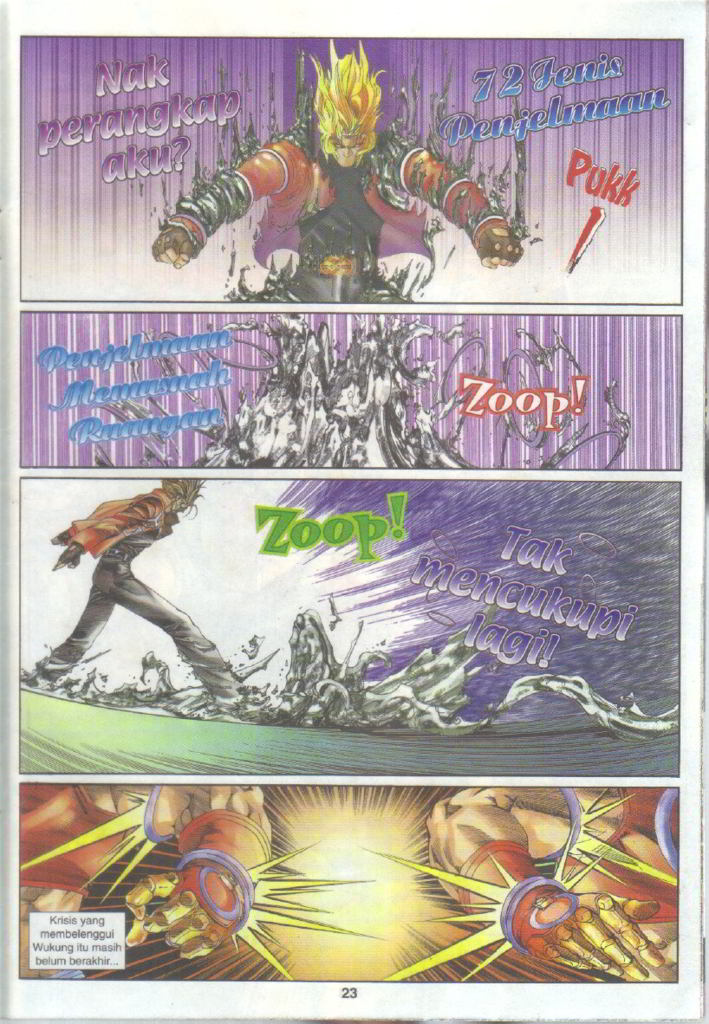 Nak
perangkap
aku?
72 Jenis
Penjelmaan
Pukk
!
Penjelmaan
Memusnah
Ruangan
Zoop!
Zoop!
Tak
mencukupi
lagi!
Krisis yang
membelenggui
Wukung itu masih
belum berakhir...
23